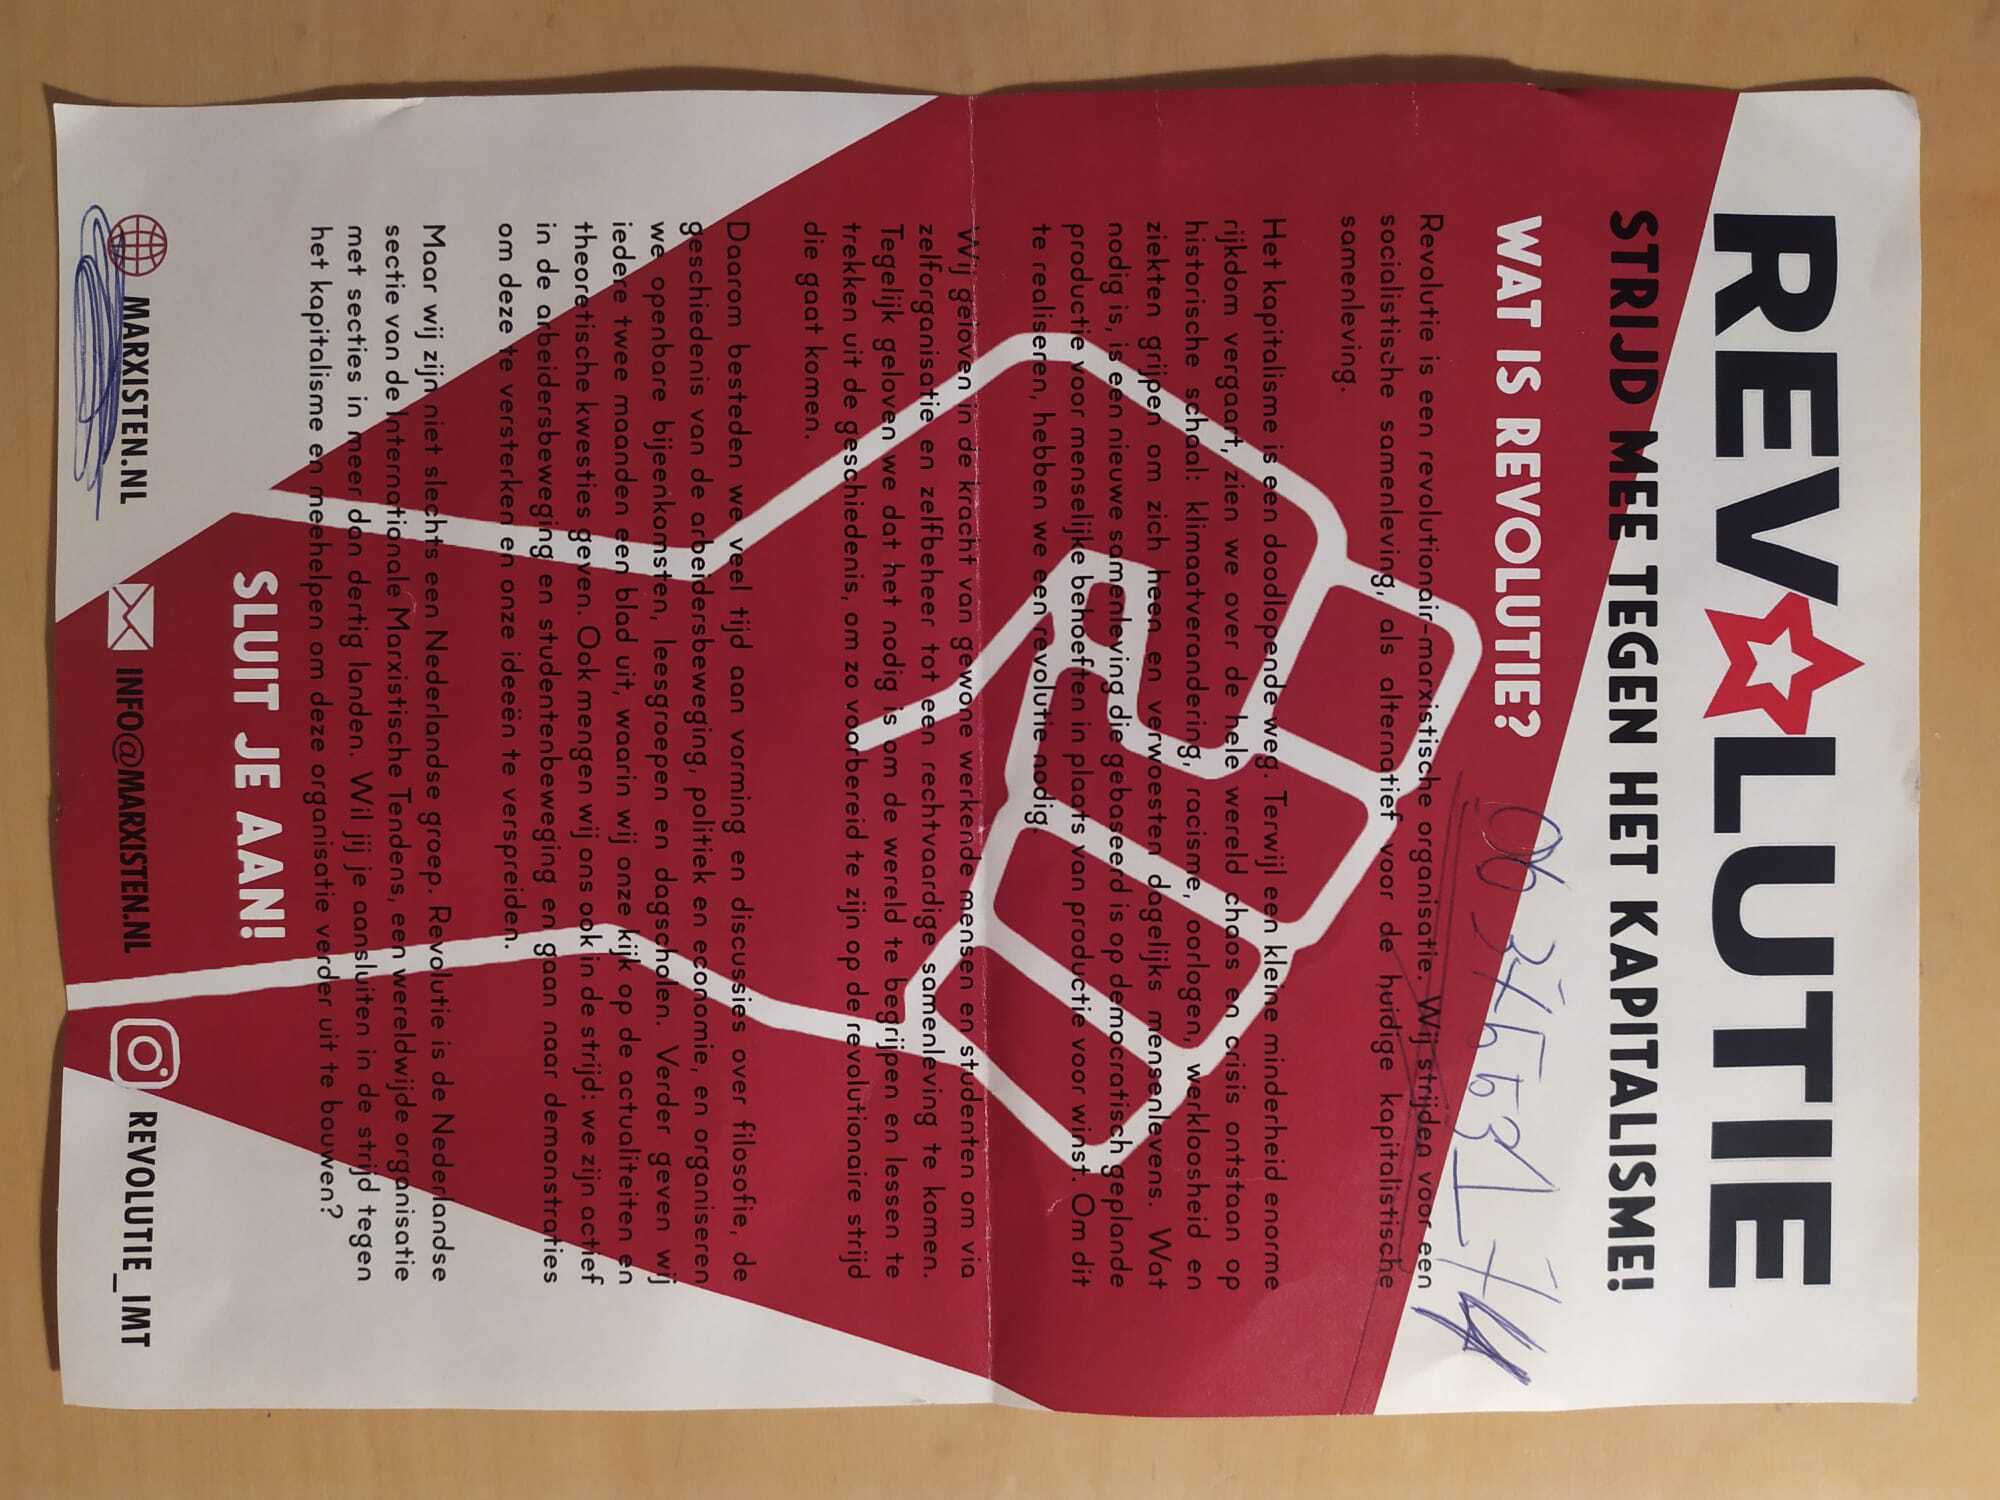 REVOLUTIE
STRIJD MEE TEGEN HET KAPITALISME!
WAT IS REVOLUTIE?
06 37553174
Revolutie is een revolutionair-marxistische organisatie. Wij strijden voor een
socialistische samenleving, als alternatief voor de huidige kapitalistische
samenleving.
Het kapitalisme is een doodlopende weg. Terwijl een kleine minderheid enorme
rijkdom vergaart, zien we over de hele wereld chaos en crisis ontstaan op
historische schaal: klimaatverandering, racisme, oorlogen, werkloosheid en
ziekten grijpen om zich heen en verwoesten dagelijks mensenlevens. Wat
nodig is, is een nieuwe samenleving die gebaseerd is op democratisch geplande
productie voor menselijke behoeften in plaats van productie voor winst. Om dit
te realiseren, hebben we een revolutie nodig.
Wij geloven in de kracht van gewone werkende mensen en studenten om via
zelforganisatie en zelfbeheer tot een rechtvaardige samenleving te komen.
Tegelijk geloven we dat het nodig is om de wereld te begrijpen en lessen te
trekken uit de geschiedenis, om zo voorbereid te zijn op de revolutionaire strijd
die gaat komen.
Daarom besteden we veel tijd aan vorming en discussies over filosofie, de
geschiedenis van de arbeidersbeweging, politiek en economie, en organiseren
we openbare bijeenkomsten, leesgroepen en dagscholen. Verder geven wij
iedere twee maanden een blad uit, waarin wij onze kijk op de actualiteiten en
theoretische kwesties geven. Ook mengen wij ons ook in de strijd: we zijn actief
in de arbeidersbeweging en studentenbeweging en gaan naar demonstraties
om deze te versterken en onze ideeën te verspreiden.
Maar wij zijn niet slechts een Nederlandse groep. Revolutie is de Nederlandse
sectie van de Internationale Marxistische Tendens, een wereldwijde organisatie
met secties in meer dan dertig landen. Wil jij je aansluiten in de strijd tegen
het kapitalisme en meehelpen om deze organisatie verder uit te bouwen?
SLUIT JE AAN!
MARXISTEN.NL
INFO@MARXISTEN.NL
REVOLUTIE_IMT